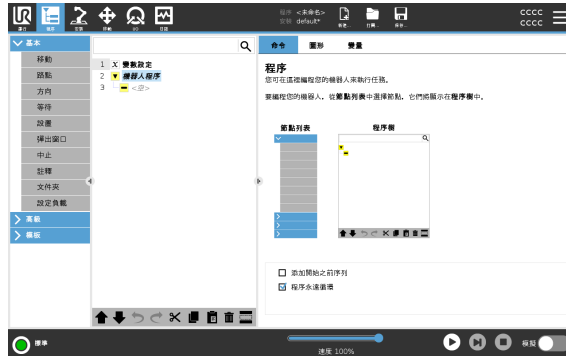 程序 <未命名>
安裝 default*
CCCC
CCCC
程序
移動
I/O
基本
移動
路點
方向
等待
設置
彈出窗口
中止
註釋
文件夾
設定負載
高級
模板
1 X 變數設定
2 機器人程序
3 <空>
命令 圖形 變量
程序
您可在這裡編程您的機器人來執行任務。
要編程您的機器人，從節點列表中選擇節點，它們將顯示在程序樹中。
節點列表 程序樹
添加開始之前序列
程序永遠循環
標準
速度 100%
模擬